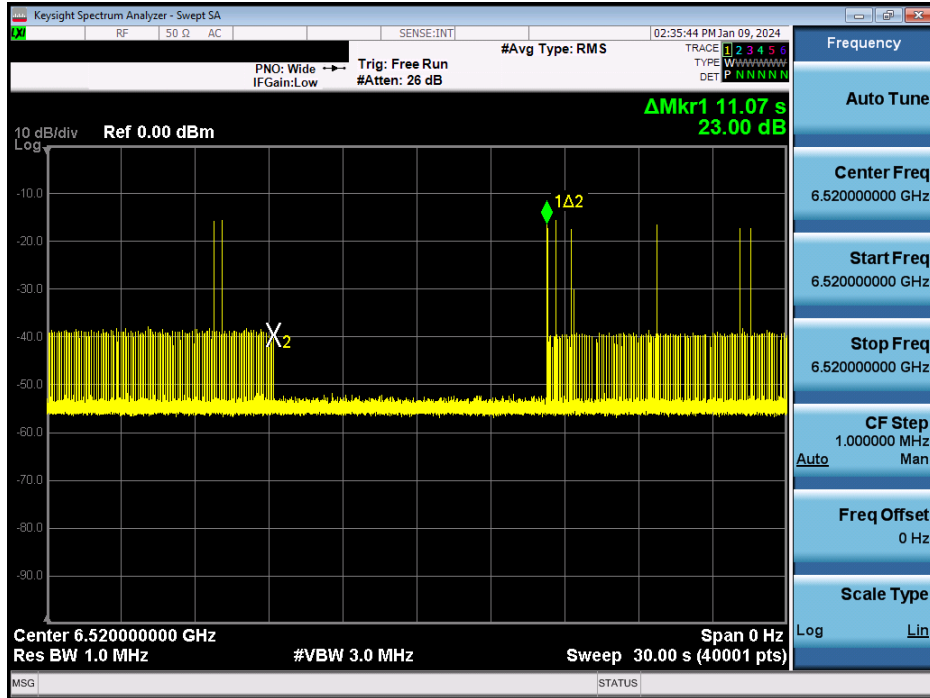 Keysight Spectrum Analyzer - Swept SA
LXI RF 50 Ω AC SENSE:INT 02:35:44 PM Jan 09, 2024
#Avg Type: RMS TRACE 1 2 3 4 5 6
PNO: Wide Trig: Free Run TYPE WWWWWW
IFGain:Low #Atten: 26 dB DET P N N N N N
Frequency
Auto Tune
ΔMkr1 11.07 s
10 dB/div Ref 0.00 dBm 23.00 dB
Log
Center Freq
6.520000000 GHz
-10.0
1Δ2
-20.0
Start Freq
6.520000000 GHz
-30.0
-40.0
2
Stop Freq
6.520000000 GHz
-50.0
-60.0
CF Step
1.000000 MHz
Auto Man
-70.0
-80.0
Freq Offset
0 Hz
-90.0
Scale Type
Log Lin
Center 6.520000000 GHz Span 0 Hz
Res BW 1.0 MHz #VBW 3.0 MHz Sweep 30.00 s (40001 pts)
MSG STATUS